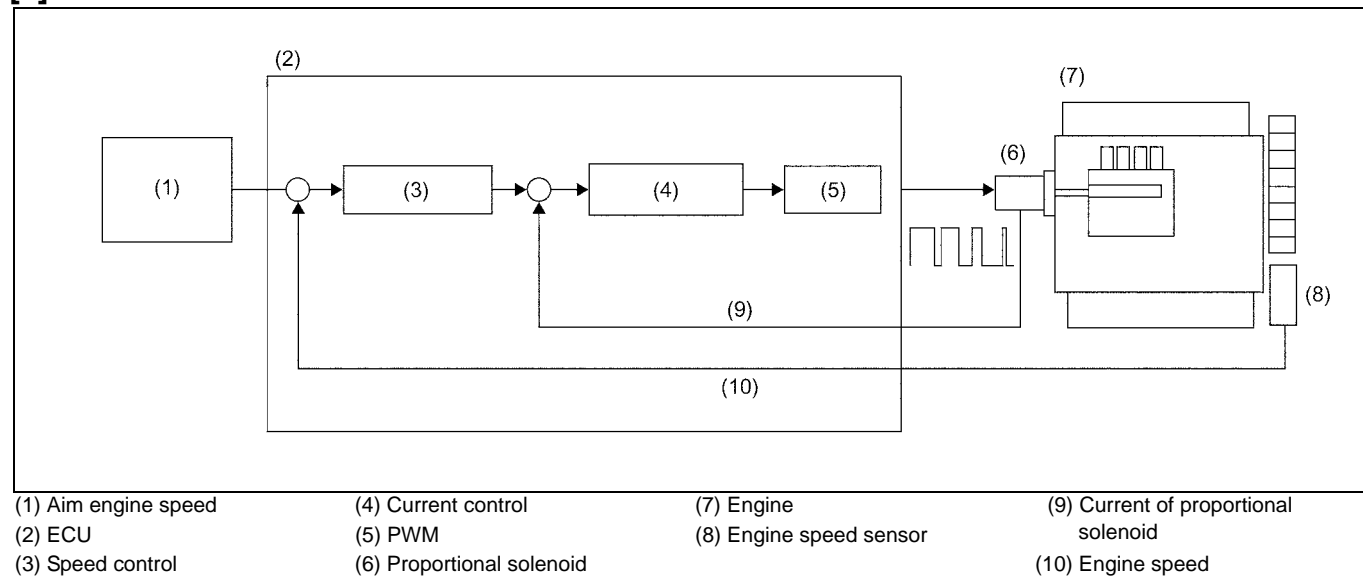 (2)
(7)
(6)
(1)
(3)
(4)
(5)
(8)
(9)
(10)
(1) Aim engine speed
(2) ECU
(3) Speed control
(4) Current control
(5) PWM
(6) Proportional solenoid
(7) Engine
(8) Engine speed sensor
(9) Current of proportional
solenoid
(10) Engine speed